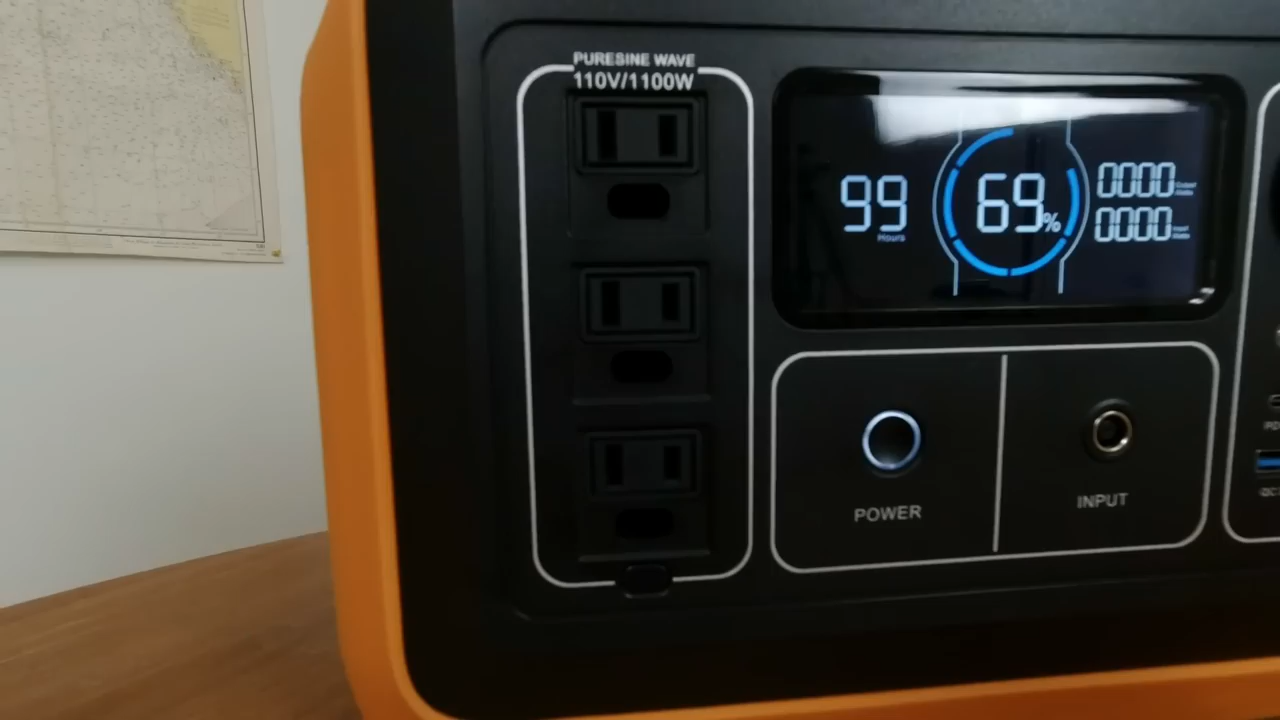 PURESINE WAVE
110V/1100W
99
Hours
69%
0000
0000
POWER
INPUT